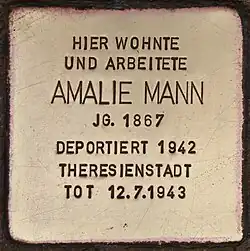 HIER WOHNTE
UND ARBEITETE
AMALIE MANN
JG. 1867
DEPORTIERT 1942
THERESIENSTADT
TOT 12.7.1943